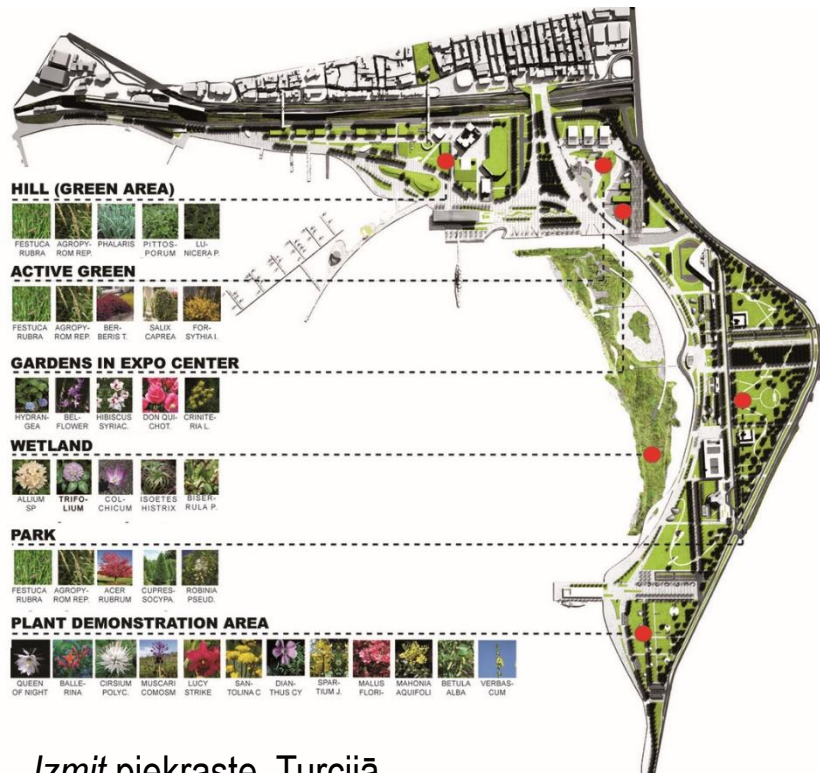 HILL (GREEN AREA)
FESTUCA RUBRA
AGROPY-ROM REP.
PHALARIS
PITTOS-PORUM
LU-NICERA P.
ACTIVE GREEN
FESTUCA RUBRA
AGROPY-ROM REP.
BER-BERIS T.
SALIX CAPREA
FOR-SYTHIA I.
GARDENS IN EXPO CENTER
HYDRAN-GEA
BEL-FLOWER
HIBISCUS SYRIAC.
DON QUI-CHOT.
CRINITE-RIA L.
WETLAND
ALLIUM SP
TRIFO-LIUM
COL-CHICUM
ISOETES HISTRIX
BISER-RULA P.
PARK
FESTUCA RUBRA
AGROPY-ROM REP.
ACER RUBRUM
CUPRES-SOCYPA.
ROBINIA PSEUD.
PLANT DEMONSTRATION AREA
QUEEN OF NIGHT
BALLE-RINA
CIRSIUM POLYC.
MUSCARI COMOSM
LUCY STRIKE
SAN-TOLINA C
DIAN-THUS CY
SPAR-TIUM J.
MALUS FLORI-
MAHONIA AQUIFOLI
BETULA ALBA
VERBAS-CUM
Izmit piekraste, Turcijā